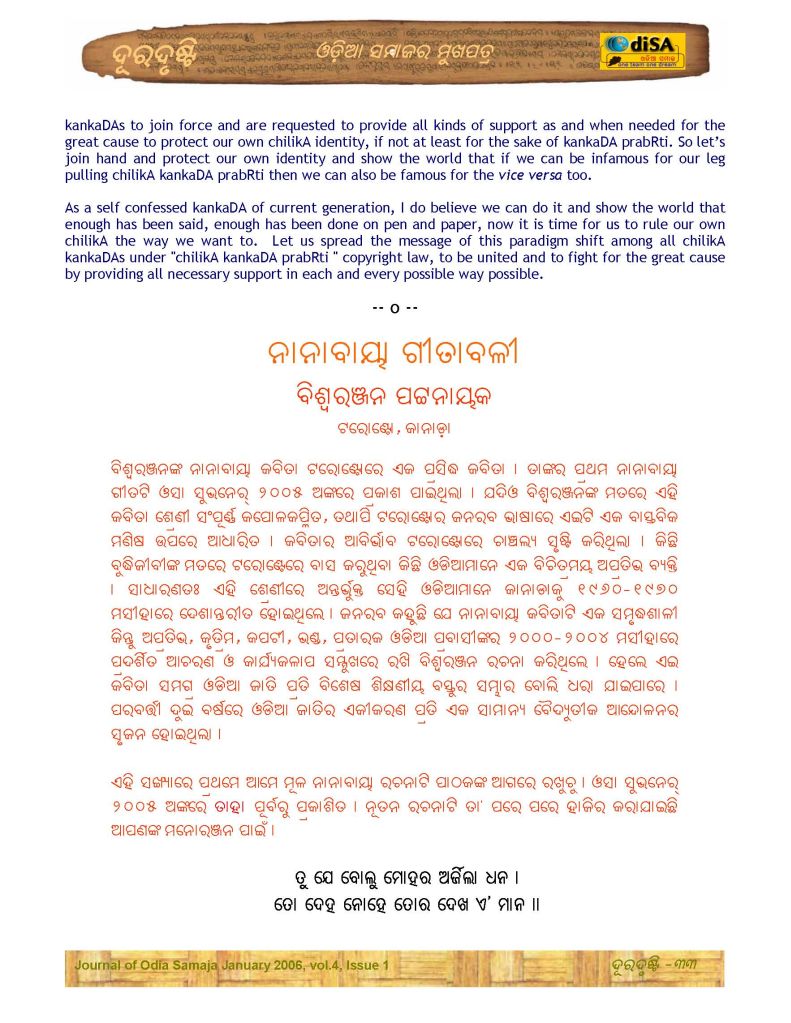 ଦୂରଦୃଷ୍ଟି ଓଡ଼ିଆ ସମାଜର ମୁଖପତ୍ର
diSA
ଓଡ଼ିଆ ସମାଜ
one team one dream
kankaDAs to join force and are requested to provide all kinds of support as and when needed for the
great cause to protect our own chilikA identity, if not at least for the sake of kankaDA prabRti. So let’s
join hand and protect our own identity and show the world that if we can be infamous for our leg
pulling chilikA kankaDA prabRti then we can also be famous for the vice versa too.
As a self confessed kankaDA of current generation, I do believe we can do it and show the world that
enough has been said, enough has been done on pen and paper, now it is time for us to rule our own
chilikA the way we want to.  Let us spread the message of this paradigm shift among all chilikA
kankaDAs under "chilikA kankaDA prabRti " copyright law, to be united and to fight for the great cause
by providing all necessary support in each and every possible way possible.
-- o --
ନାନାବାୟା ଗୀତାବଳୀ
ବିଶ୍ୱରଞ୍ଜନ ପଟ୍ଟନାୟକ
ଟରୋଣ୍ଟୋ, କାନାଡ଼ା
ବିଶ୍ୱରଞ୍ଜନଙ୍କ ନାନାବାୟା କବିତା ଟରୋଣ୍ଟୋରେ ଏକ ପ୍ରସିଦ୍ଧ କବିତା । ତାଙ୍କର ପ୍ରଥମ ନାନାବାୟା
ଗୀତଟି ଓସା ସୁଭେନର୍ ୨୦୦୫ ଅଙ୍କରେ ପ୍ରକାଶ ପାଇଥିଲା । ଯଦିଓ ବିଶ୍ୱରଞ୍ଜନଙ୍କ ମତରେ ଏହି
କବିତା ଶ୍ରେଣୀ ସଂପୂର୍ଣ୍ଣ କପୋଳକଳ୍ପିତ, ତଥାପି ଟରୋଣ୍ଟୋର ଜନରବ ଭାଷାରେ ଏଇଟି ଏକ ବାସ୍ତବିକ
ମଣିଷ ଉପରେ ଆଧାରିତ । କବିତାର ଆବିର୍ଭାବ ଟରୋଣ୍ଟୋରେ ଚାଞ୍ଚଲ୍ୟ ସୃଷ୍ଟି କରିଥିଲା । କିଛି
ବୁଦ୍ଧିଜୀବୀଙ୍କ ମତରେ ଟରୋଣ୍ଟେରେ ବାସ କରୁଥିବା କିଛି ଓଡିଆମାନେ ଏକ ବିଚିତ୍ରମୟ ଅପ୍ରତିଭ ବ୍ୟକ୍ତି
। ସାଧାରଣତଃ ଏହି ଶ୍ରେଣୀରେ ଅନ୍ତର୍ଭୁକ୍ତ ସେହି ଓଡିଆମାନେ କାନାଡାକୁ ୧୯୬୦-୧୯୭୦
ମସୀହାରେ ଦେଶାନ୍ତରୀତ ହୋଇଥିଲେ । ଜନରବ କହୁଛି ଯେ ନାନାବାୟା କବିତାଟି ଏକ ସମୃଦ୍ଧଶାଳୀ
କିନ୍ତୁ ଅପ୍ରତିଭ, କୃତ୍ରିମ, କପଟୀ, ଭଣ୍ଡ, ପ୍ରତାରକ ଓଡିଆ ପ୍ରବାସୀଙ୍କର ୨୦୦୦-୨୦୦୪ ମସୀହାରେ
ପ୍ରଦର୍ଶିତ ଆଚରଣ ଓ କାର୍ଯ୍ୟକଳାପ ସମ୍ମୁଖରେ ରଖି ବିଶ୍ୱରଞ୍ଜନ ରଚନା କରିଥିଲେ । ହେଲେ ଏଇ
କବିତା ସମଗ୍ର ଓଡିଆ ଜାତି ପ୍ରତି ବିଶେଷ ଶିକ୍ଷଣୀୟ ବସ୍ତୁର ସମ୍ଭାର ବୋଲି ଧରା ଯାଇପାରେ ।
ପରବର୍ତ୍ତୀ ଦୁଇ ବର୍ଷରେ ଓଡିଆ ଜାତିର ଏକୀକରଣ ପ୍ରତି ଏକ ସାମାନ୍ୟ ବୈଦ୍ୟୁତୀକ ଆନ୍ଦୋଳନର
ସୃଜନ ହୋଇଥିଲା ।
ଏହି ସଙ୍ଖ୍ୟାରେ ପ୍ରଥମେ ଆମେ ମୂଳ ନାନାବାୟା ରଚନାଟି ପାଠକଙ୍କ ଆଗରେ ରଖୁଚୁ । ଓସା ସୁଭେନର୍
୨୦୦୫ ଅଙ୍କରେ ତାହା ପୂର୍ବରୁ ପ୍ରକାଶିତ । ନୂତନ ରଚନାଟି ତା' ପରେ ପରେ ହାଜିର କରାଯାଇଛି
ଆପଣଙ୍କ ମନୋରଞ୍ଜନ ପାଇଁ ।
ତୁ ଯେ ବୋଲୁ ମୋହର ଅର୍ଜିଲା ଧନ ।
ତୋ ଦେହ ନୋହେ ତୋର ଦେଖ ଏ' ମାନ ॥
Journal of Odia Samaja January 2006, vol.4, Issue 1
ଦୂରଦୃଷ୍ଟି -୩୩